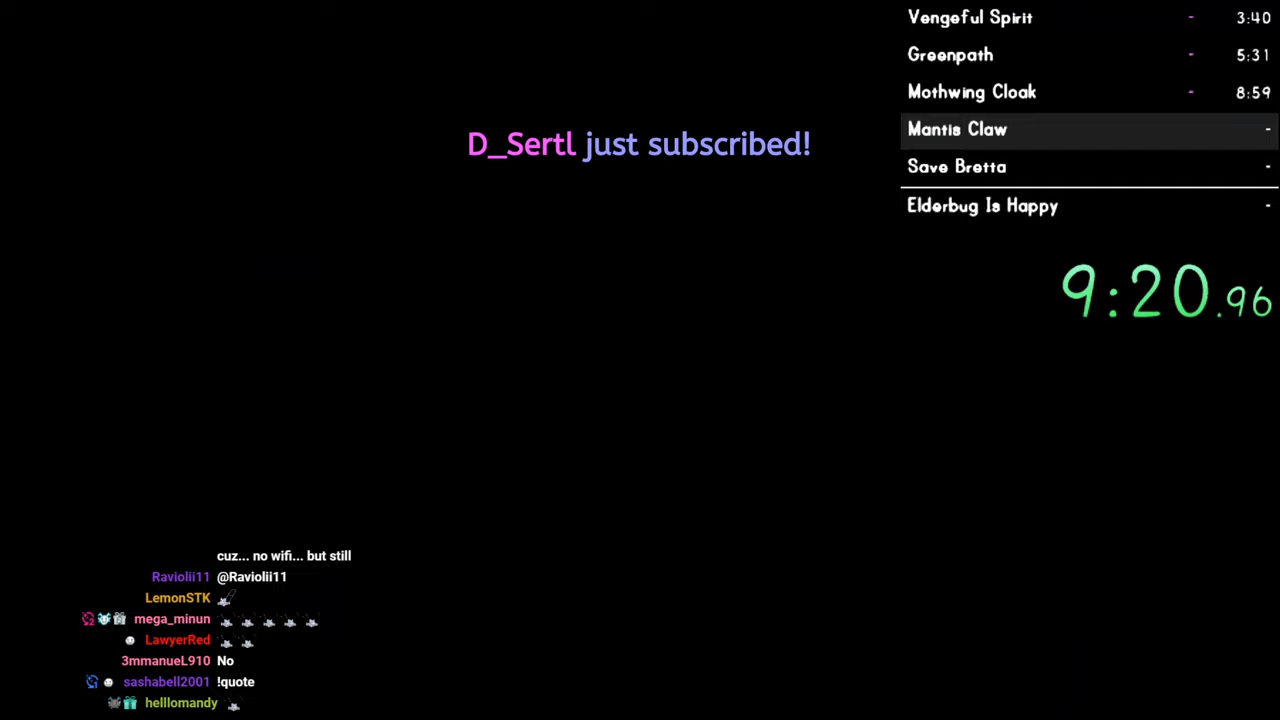 Vengeful Spirit - 3:40
Greenpath - 5:31
Mothwing Cloak - 8:59
D_Sertl just subscribed!
Mantis Claw -
Save Bretta -
Elderbug Is Happy -
9:20.96
cuz... no wifi... but still
Raviolii11 @Raviolii11
LemonSTK
mega_minun
LawyerRed
3mmanueL910 No
sashabell2001 !quote
helllomandy